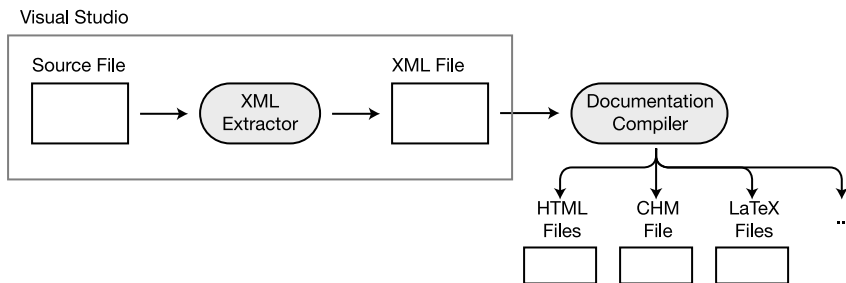 Visual Studio
Source File
XML File
XML
Extractor
Documentation
Compiler
HTML
Files
CHM
File
LaTeX
Files
..